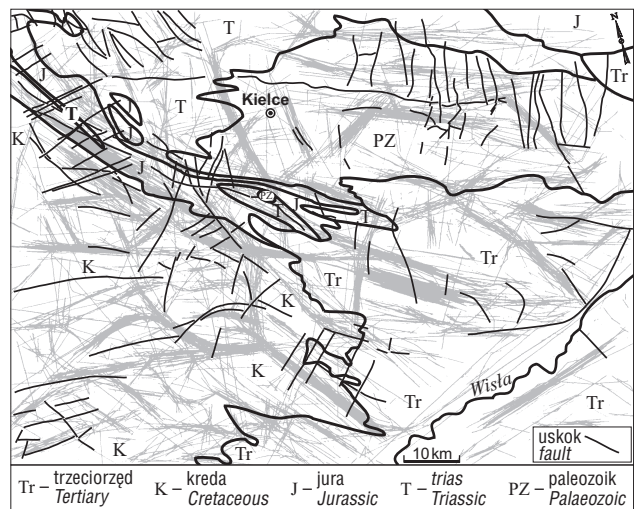 T
J
N
J
Tr
T
Kielce
T
K
PZ
J
PZ
J
T
Tr
K
Tr
K
K
Wisła
Tr
Tr
K
Tr
10 km
uskok
fault
Tr – trzeciorzęd
Tertiary
K – kreda
Cretaceous
J – jura
Jurassic
T – trias
Triassic
PZ – paleozoik
Palaeozoic